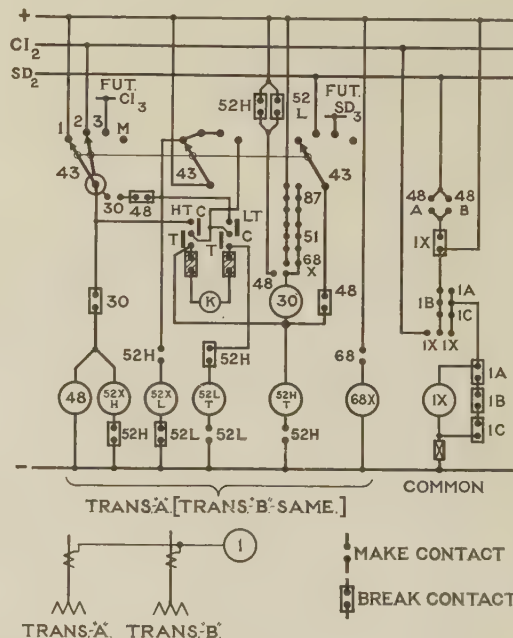 +
CI2
SD2
FUT. CI3
1 2 3 M
43
30 48
52H 52L
FUT. SD3
43
43
48 A 48 B
1X
HT C LT
T T C
87
51
68 X
48
K
30
48
30
1B 1A
1C
1X 1X
52H 52H 68
1A
1B
1C
48 52X H 52X L 52L T 52H T 68X 1X
52H 52L 52L 52H
−
TRANS."A". [TRANS."B"-SAME.]
COMMON
1
MAKE CONTACT
BREAK CONTACT
TRANS."A". TRANS."B".